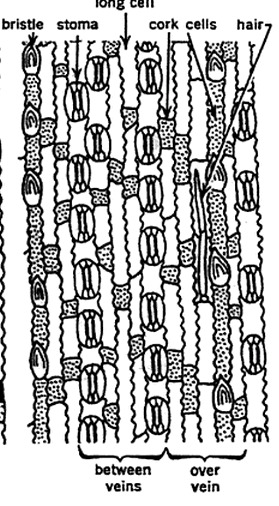 long cell
bristle stoma cork cells hair
between veins
over vein